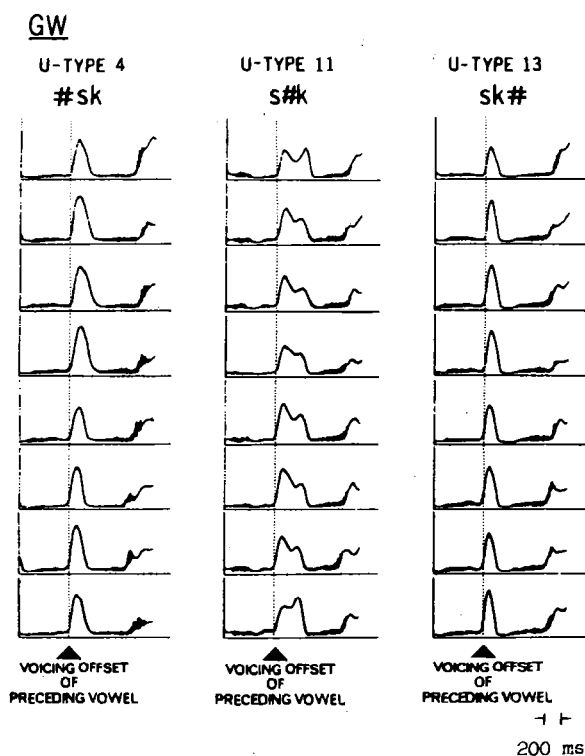 GW
U-TYPE 4
#sk
U-TYPE 11
s#k
U-TYPE 13
sk#
VOICING OFFSET
OF
PRECEDING VOWEL
VOICING OFFSET
OF
PRECEDING VOWEL
VOICING OFFSET
OF
PRECEDING VOWEL
200 ms